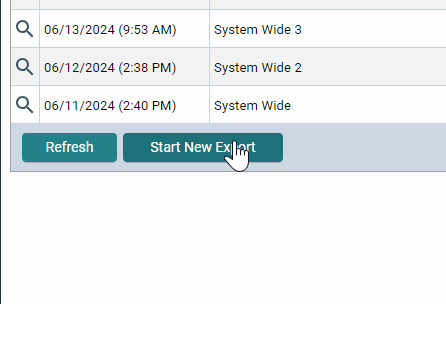 06/13/2024 (9:53 AM) System Wide 3
06/12/2024 (2:38 PM) System Wide 2
06/11/2024 (2:40 PM) System Wide
Refresh Start New Export